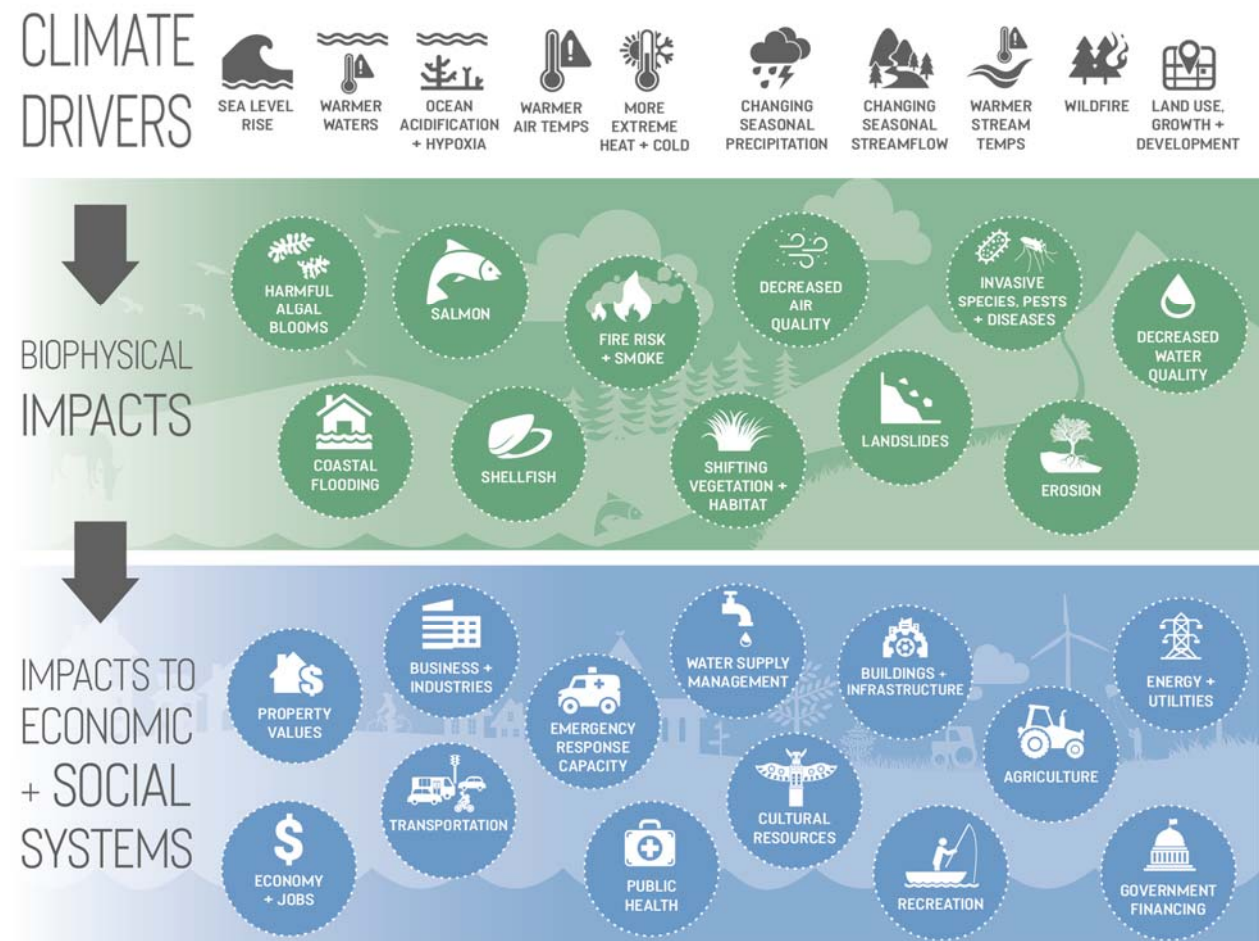 CLIMATE
DRIVERS
SEA LEVEL
RISE
WARMER
WATERS
OCEAN
ACIDIFICATION
+ HYPOXIA
WARMER
AIR TEMPS
MORE
EXTREME
HEAT + COLD
CHANGING
SEASONAL
PRECIPITATION
CHANGING
SEASONAL
STREAMFLOW
WARMER
STREAM
TEMPS
WILDFIRE
LAND USE,
GROWTH +
DEVELOPMENT
BIOPHYSICAL
IMPACTS
HARMFUL
ALGAL
BLOOMS
SALMON
FIRE RISK
+ SMOKE
DECREASED
AIR
QUALITY
INVASIVE
SPECIES, PESTS
+ DISEASES
DECREASED
WATER
QUALITY
COASTAL
FLOODING
SHELLFISH
SHIFTING
VEGETATION +
HABITAT
LANDSLIDES
EROSION
IMPACTS TO
ECONOMIC
+ SOCIAL
SYSTEMS
PROPERTY
VALUES
BUSINESS +
INDUSTRIES
EMERGENCY
RESPONSE
CAPACITY
WATER SUPPLY
MANAGEMENT
BUILDINGS +
INFRASTRUCTURE
ENERGY +
UTILITIES
$
ECONOMY
+ JOBS
TRANSPORTATION
PUBLIC
HEALTH
CULTURAL
RESOURCES
AGRICULTURE
RECREATION
GOVERNMENT
FINANCING